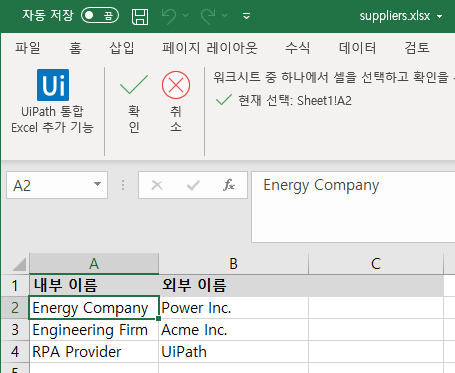 자동 저장 끔 suppliers.xlsx
파일 홈 삽입 페이지 레이아웃 수식 데이터 검토
Ui
UiPath 통합
Excel 추가 기능
확
인
취
소
워크시트 중 하나에서 셀을 선택하고 확인을
현재 선택: Sheet1!A2
A2 fx Energy Company
A B C
1 내부 이름 외부 이름
2 Energy Company Power Inc.
3 Engineering Firm Acme Inc.
4 RPA Provider UiPath